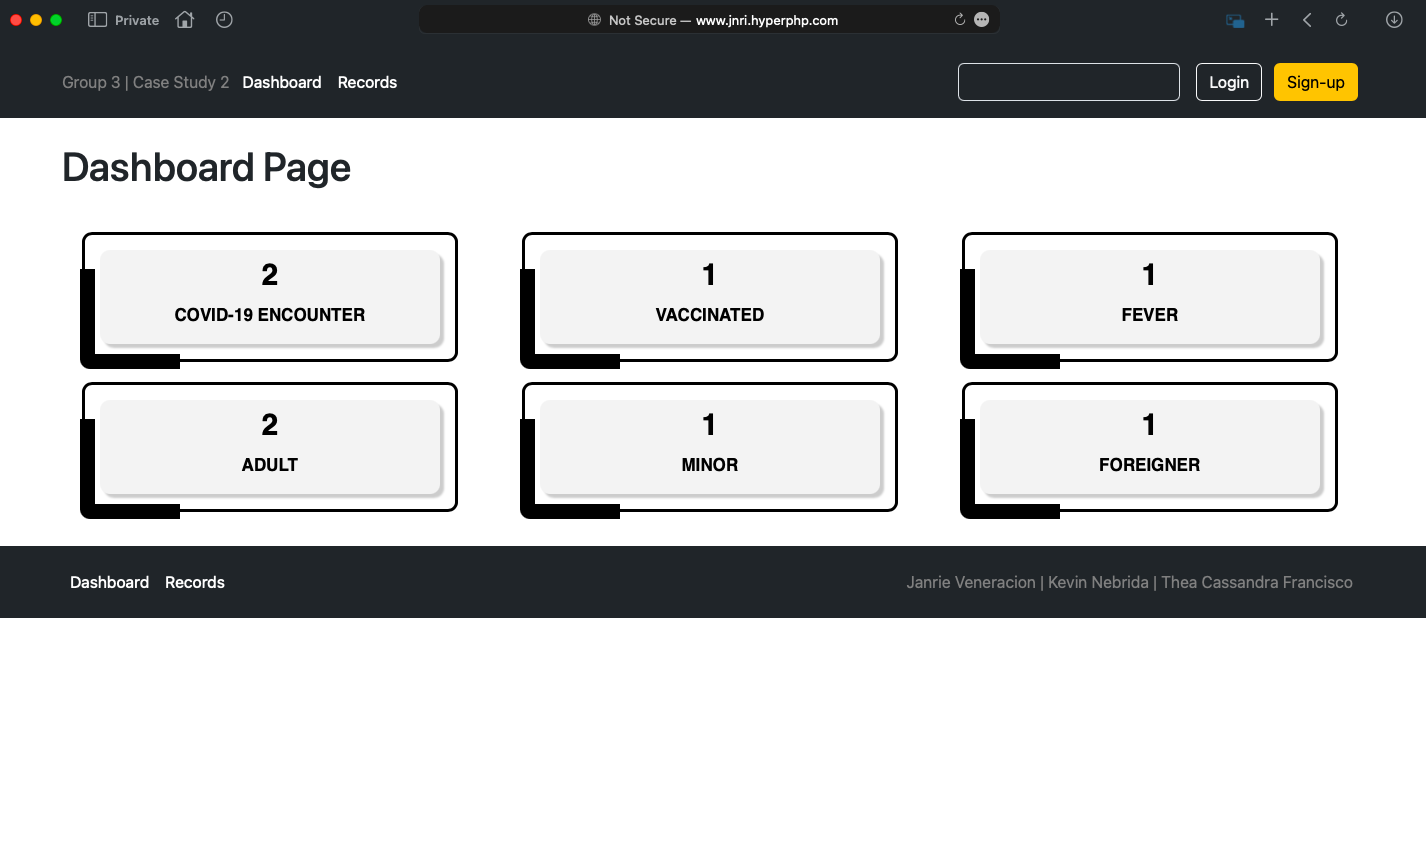 Private
Not Secure — www.jnri.hyperphp.com
Group 3 | Case Study 2 Dashboard Records
Login Sign-up
Dashboard Page
2
COVID-19 ENCOUNTER
1
VACCINATED
1
FEVER
2
ADULT
1
MINOR
1
FOREIGNER
Dashboard Records
Janrie Veneracion | Kevin Nebrida | Thea Cassandra Francisco